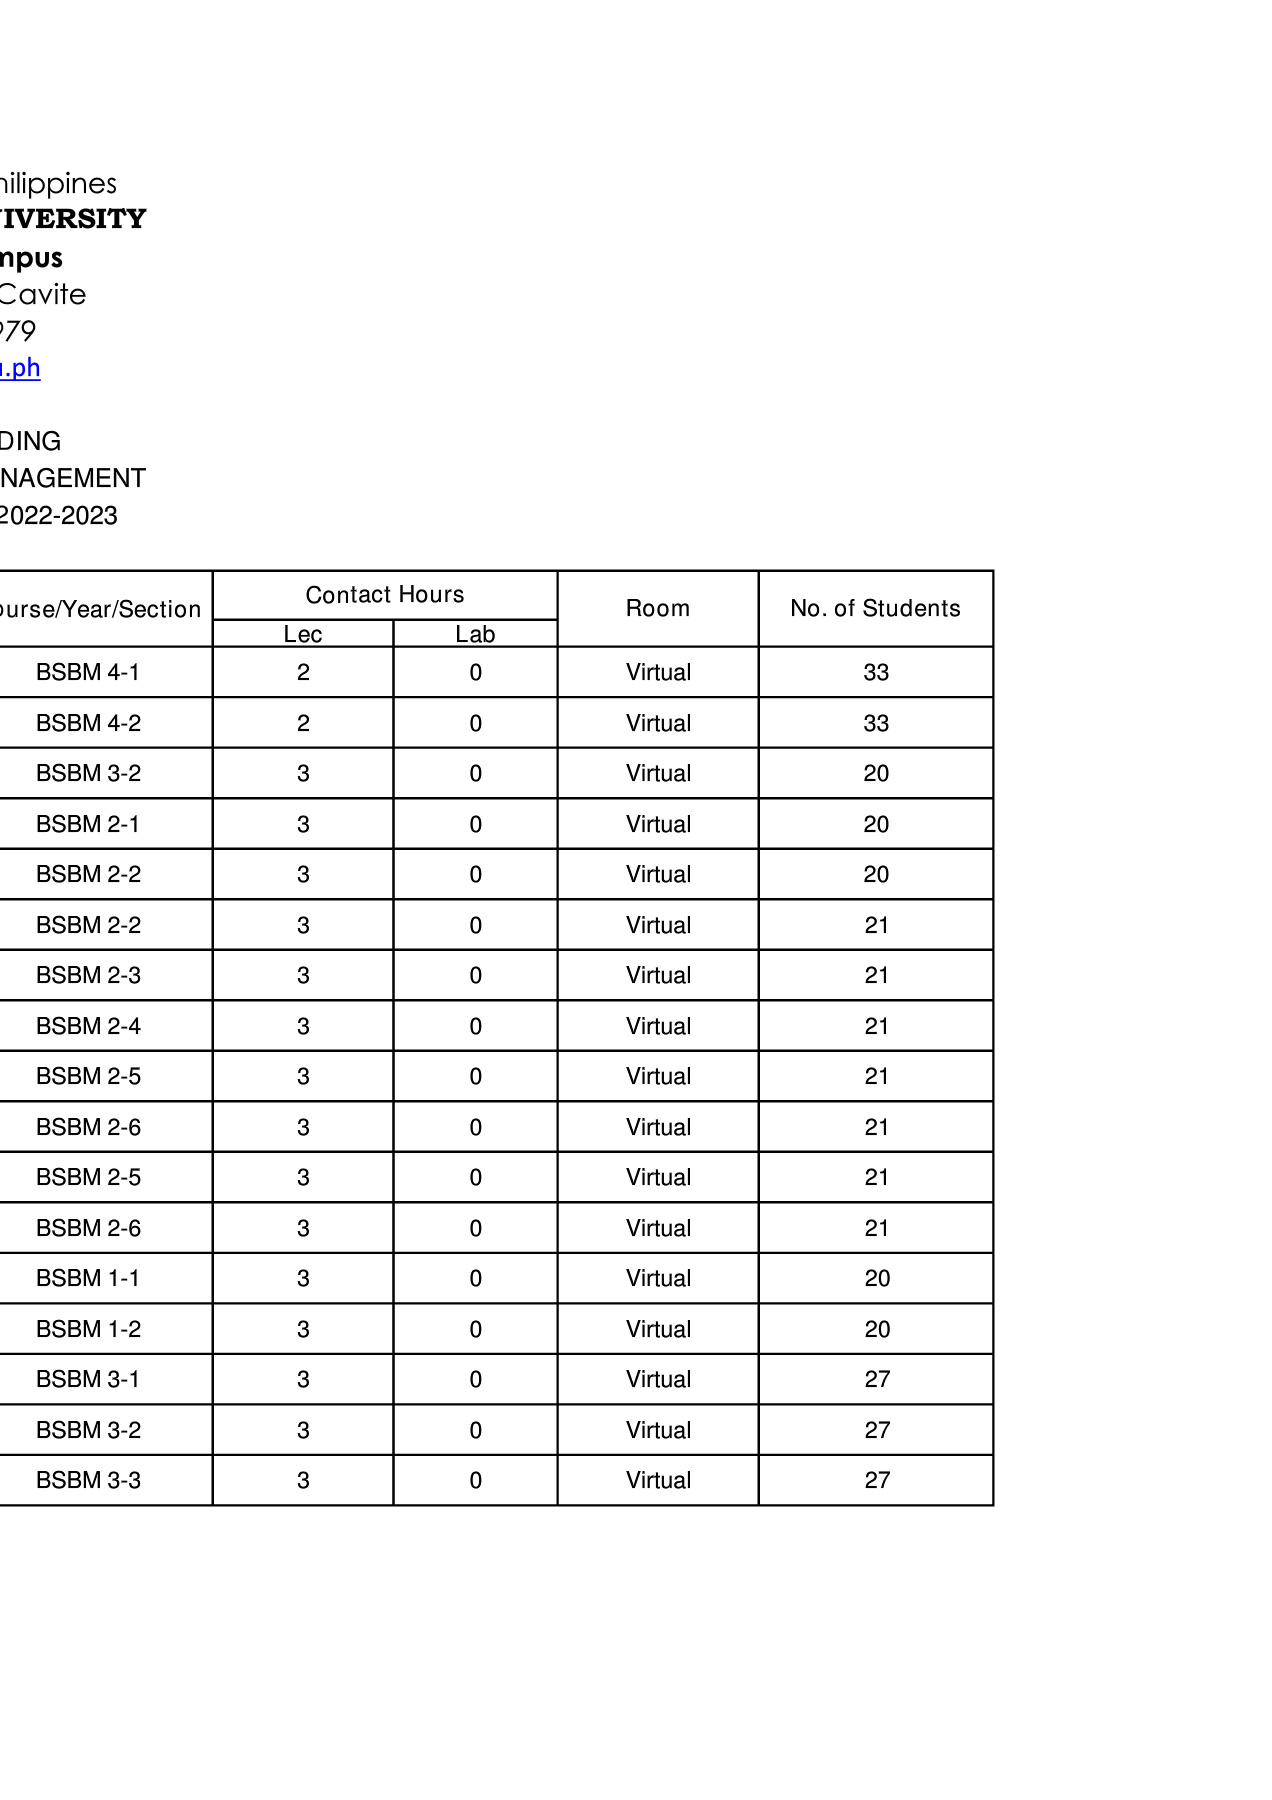 hilippines
IVERSITY
mpus
Cavite
979
u.ph
DING
NAGEMENT
2022-2023
ourse/Year/Section Contact Hours Room No. of Students
Lec Lab
BSBM 4-1 2 0 Virtual 33
BSBM 4-2 2 0 Virtual 33
BSBM 3-2 3 0 Virtual 20
BSBM 2-1 3 0 Virtual 20
BSBM 2-2 3 0 Virtual 20
BSBM 2-2 3 0 Virtual 21
BSBM 2-3 3 0 Virtual 21
BSBM 2-4 3 0 Virtual 21
BSBM 2-5 3 0 Virtual 21
BSBM 2-6 3 0 Virtual 21
BSBM 2-5 3 0 Virtual 21
BSBM 2-6 3 0 Virtual 21
BSBM 1-1 3 0 Virtual 20
BSBM 1-2 3 0 Virtual 20
BSBM 3-1 3 0 Virtual 27
BSBM 3-2 3 0 Virtual 27
BSBM 3-3 3 0 Virtual 27